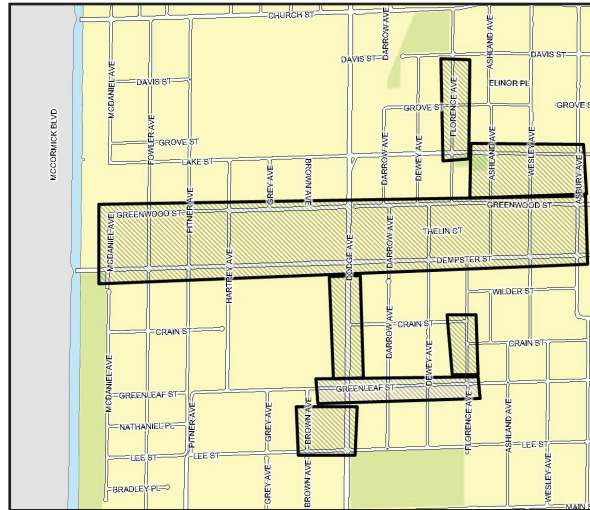 CHURCH ST
DARROW AVE
ASHLAND AVE
DAVIS ST
DAVIS ST
MCDANIEL AVE
DAVIS ST
ELINOR PL
MCCORMICK BLVD
FOWLER AVE
GROVE ST
FLORENCE AVE
GROVE S
GROVE ST
LAKE ST
PITNER AVE
GREY AVE
BROWN AVE
DARROW AVE
DEWEY AVE
ASHLAND AVE
WESLEY AVE
ASBURY AVE
GREENWOOD ST
GREENWOOD ST
MCDANIEL AVE
HARTREY AVE
DODGE AVE
DARROW AVE
THELIN CT
DEMPSTER ST
WILDER ST
CRAIN ST
CRAIN ST
CRAIN ST
DARROW AVE
DEWEY AVE
MCDANIEL AVE
GREENLEAF ST
GREENLEAF ST
FLORENCE AVE
ASHLAND AVE
NATHANIEL PL
PITNER AVE
GREY AVE
BROWN AVE
LEE ST
LEE ST
LEE ST
GREY AVE
BROWN AVE
WESLEY AVE
BRADLEY PL
MAIN S